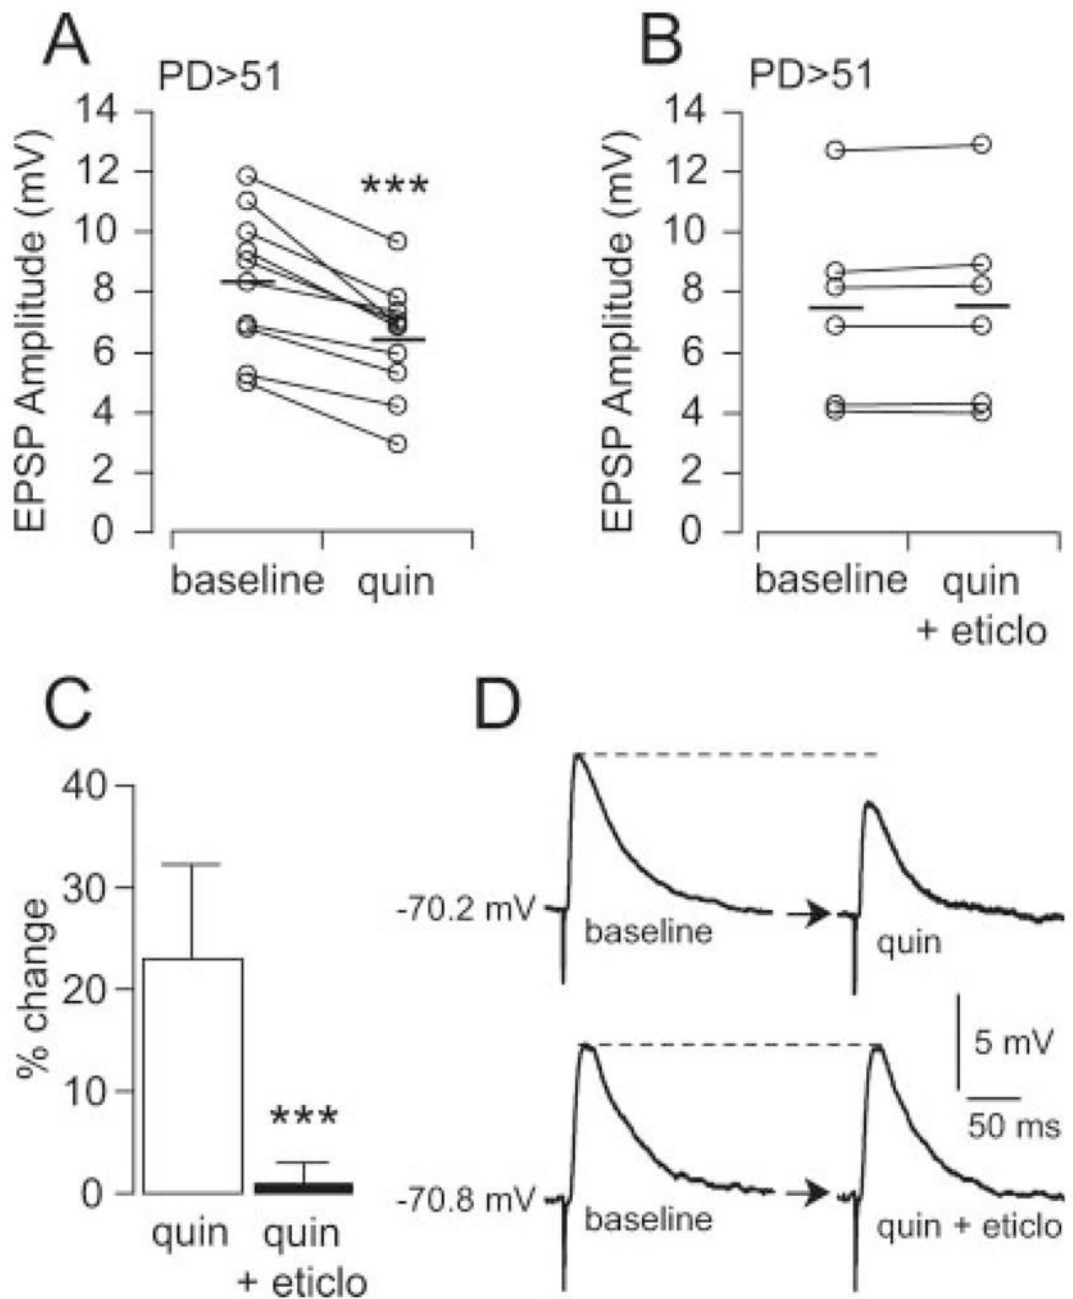 A
PD>51
EPSP Amplitude (mV)
14
12
10
8
6
4
2
0
***
baseline
quin
B
PD>51
EPSP Amplitude (mV)
14
12
10
8
6
4
2
0
baseline
quin
+ eticlo
C
% change
40
30
20
10
0
***
quin
quin
+ eticlo
D
-70.2 mV
baseline
quin
5 mV
50 ms
-70.8 mV
baseline
quin + eticlo